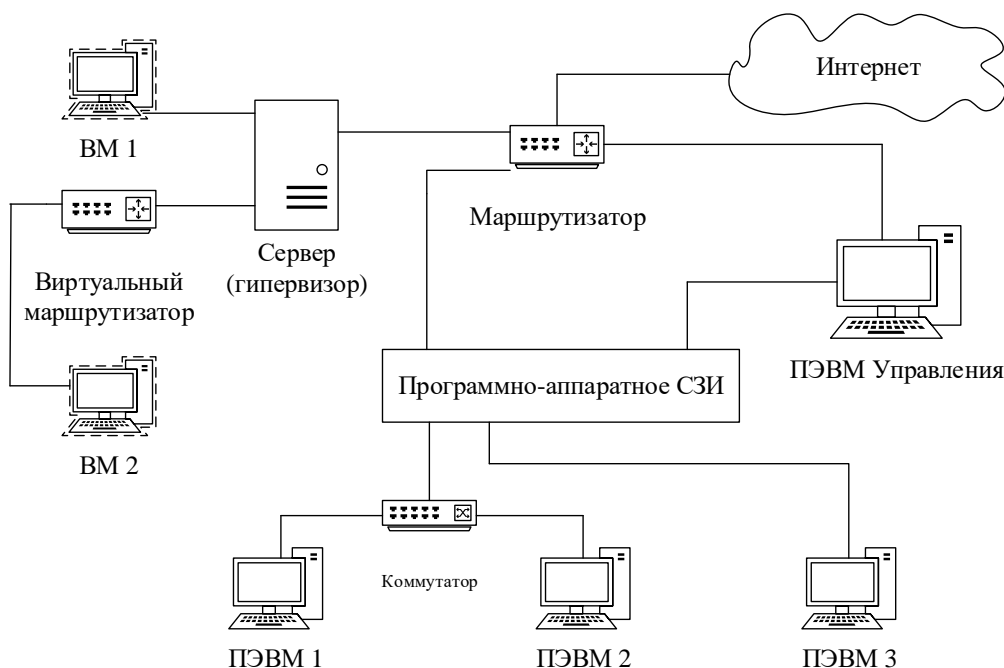 Интернет
ВМ 1
Маршрутизатор
Сервер
(гипервизор)
Виртуальный
маршрутизатор
ПЭВМ Управления
Программно-аппаратное СЗИ
ВМ 2
Коммутатор
ПЭВМ 1
ПЭВМ 2
ПЭВМ 3